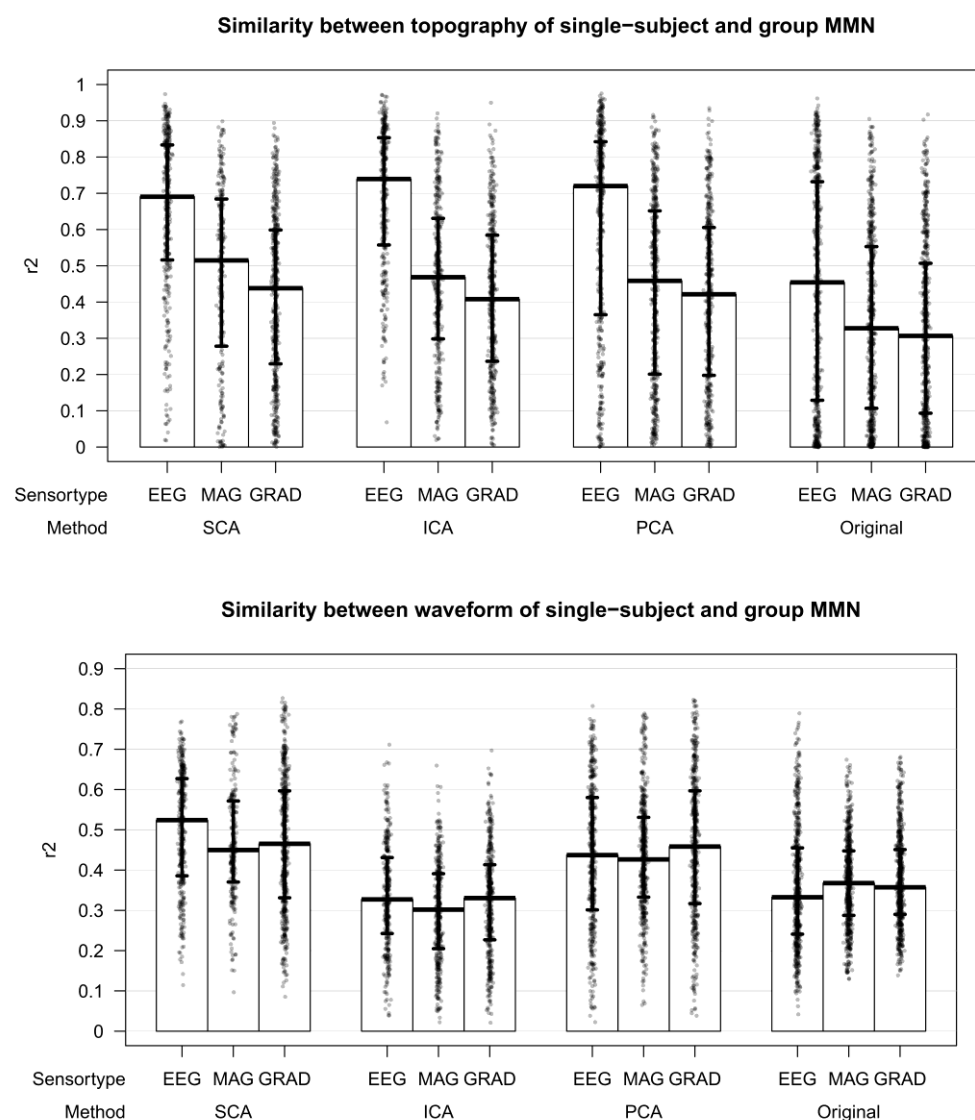 Similarity between topography of single−subject and group MMN
1
0.9
0.8
0.7
0.6
0.5
0.4
0.3
0.2
0.1
0
r2
Sensortype EEG MAG GRAD EEG MAG GRAD EEG MAG GRAD EEG MAG GRAD
Method SCA ICA PCA Original
Similarity between waveform of single−subject and group MMN
0.9
0.8
0.7
0.6
0.5
0.4
0.3
0.2
0.1
0
r2
Sensortype EEG MAG GRAD EEG MAG GRAD EEG MAG GRAD EEG MAG GRAD
Method SCA ICA PCA Original